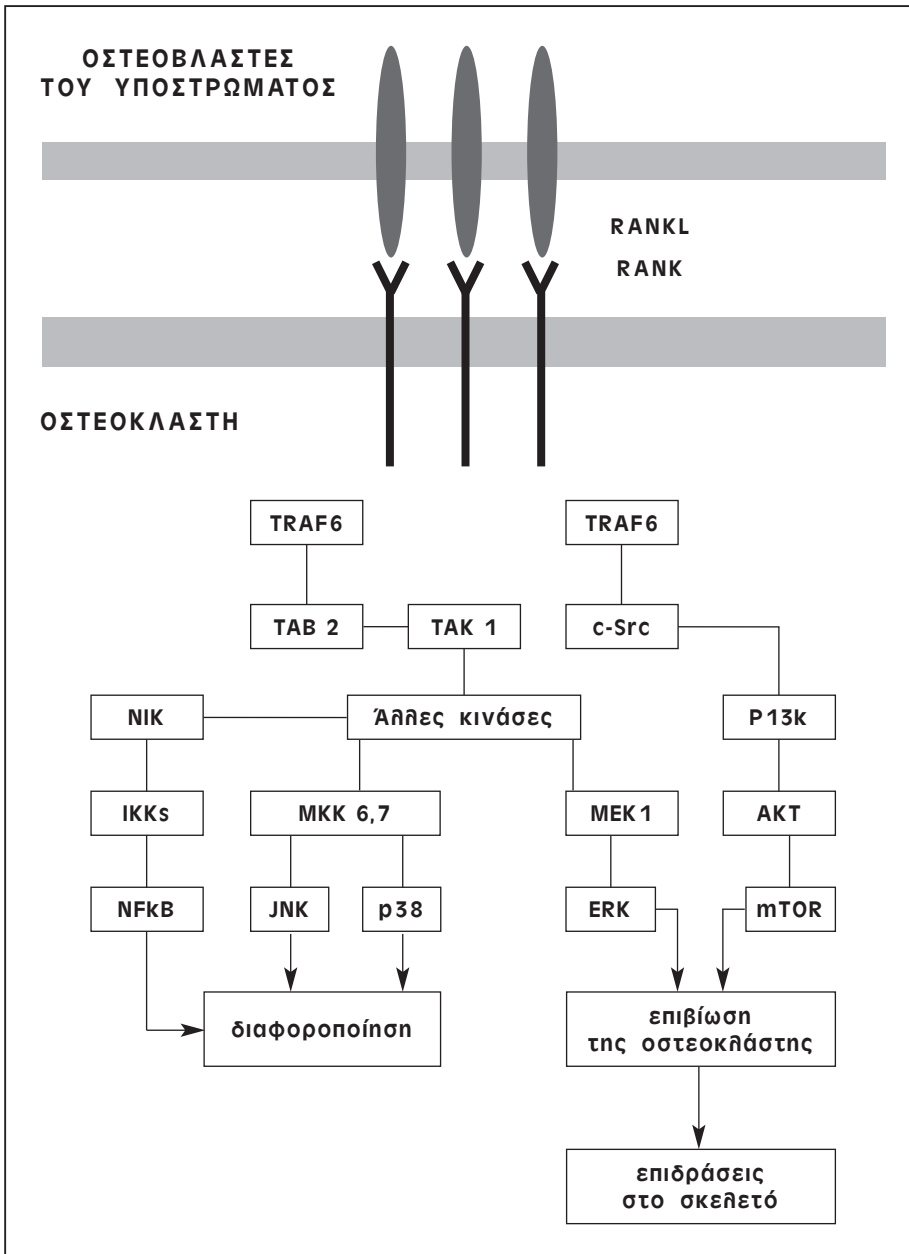 ΟΣΤΕΟΒΛΑΣΤΕΣ
ΤΟΥ ΥΠΟΣΤΡΩΜΑΤΟΣ
RANKL
RANK
ΟΣΤΕΟΚΛΑΣΤΗ
TRAF6
TRAF6
TAB 2
TAK 1
c-Src
NIK
Άλλες κινάσες
P13k
IKKs
MKK 6,7
MEK1
AKT
NFkB
JNK
p38
ERK
mTOR
διαφοροποίηση
επιβίωση
της οστεοκλάστης
επιδράσεις
στο σκελετό